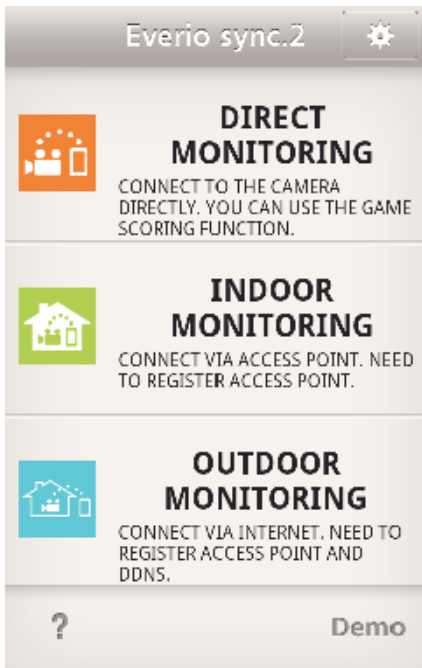 Everio sync.2
DIRECT
MONITORING
CONNECT TO THE CAMERA
DIRECTLY. YOU CAN USE THE GAME
SCORING FUNCTION.
INDOOR
MONITORING
CONNECT VIA ACCESS POINT. NEED
TO REGISTER ACCESS POINT.
OUTDOOR
MONITORING
CONNECT VIA INTERNET. NEED TO
REGISTER ACCESS POINT AND
DDNS.
? Demo